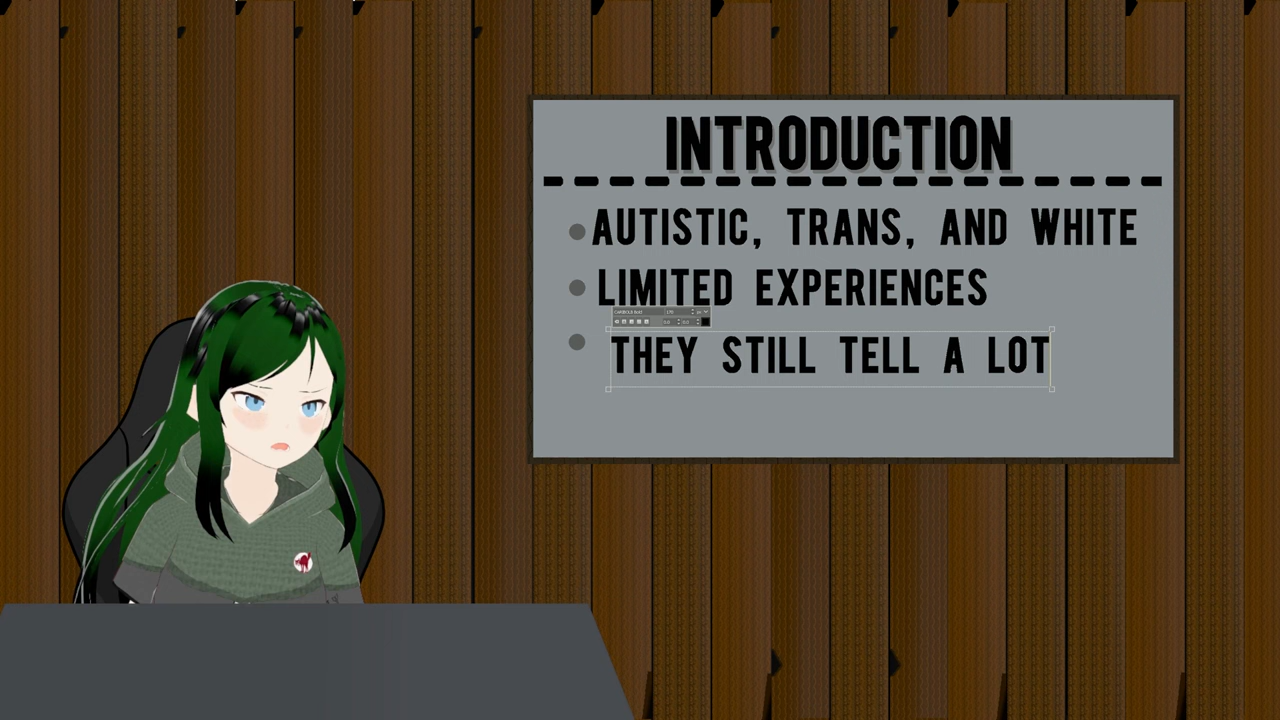 INTRODUCTION
AUTISTIC, TRANS, AND WHITE
LIMITED EXPERIENCES
THEY STILL TELL A LOT